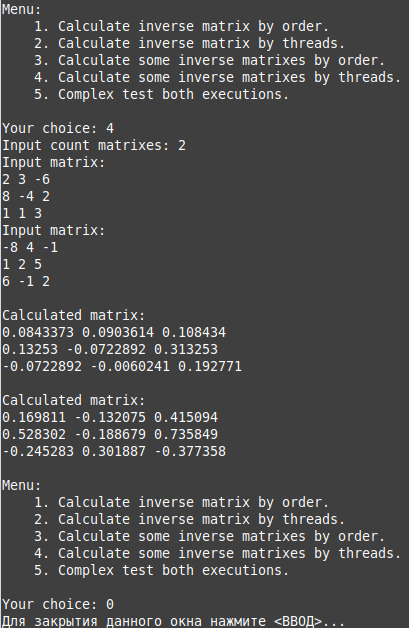 Menu:
    1. Calculate inverse matrix by order.
    2. Calculate inverse matrix by threads.
    3. Calculate some inverse matrixes by order.
    4. Calculate some inverse matrixes by threads.
    5. Complex test both executions.

Your choice: 4
Input count matrixes: 2
Input matrix:
2 3 -6
8 -4 2
1 1 3
Input matrix:
-8 4 -1
1 2 5
6 -1 2

Calculated matrix:
0.0843373 0.0903614 0.108434
0.13253 -0.0722892 0.313253
-0.0722892 -0.0060241 0.192771

Calculated matrix:
0.169811 -0.132075 0.415094
0.528302 -0.188679 0.735849
-0.245283 0.301887 -0.377358

Menu:
    1. Calculate inverse matrix by order.
    2. Calculate inverse matrix by threads.
    3. Calculate some inverse matrixes by order.
    4. Calculate some inverse matrixes by threads.
    5. Complex test both executions.

Your choice: 0
Для закрытия данного окна нажмите <ВВОД>...